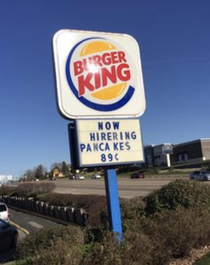 BURGER
KING
NOW
HIRERING
PANCAKES
89¢